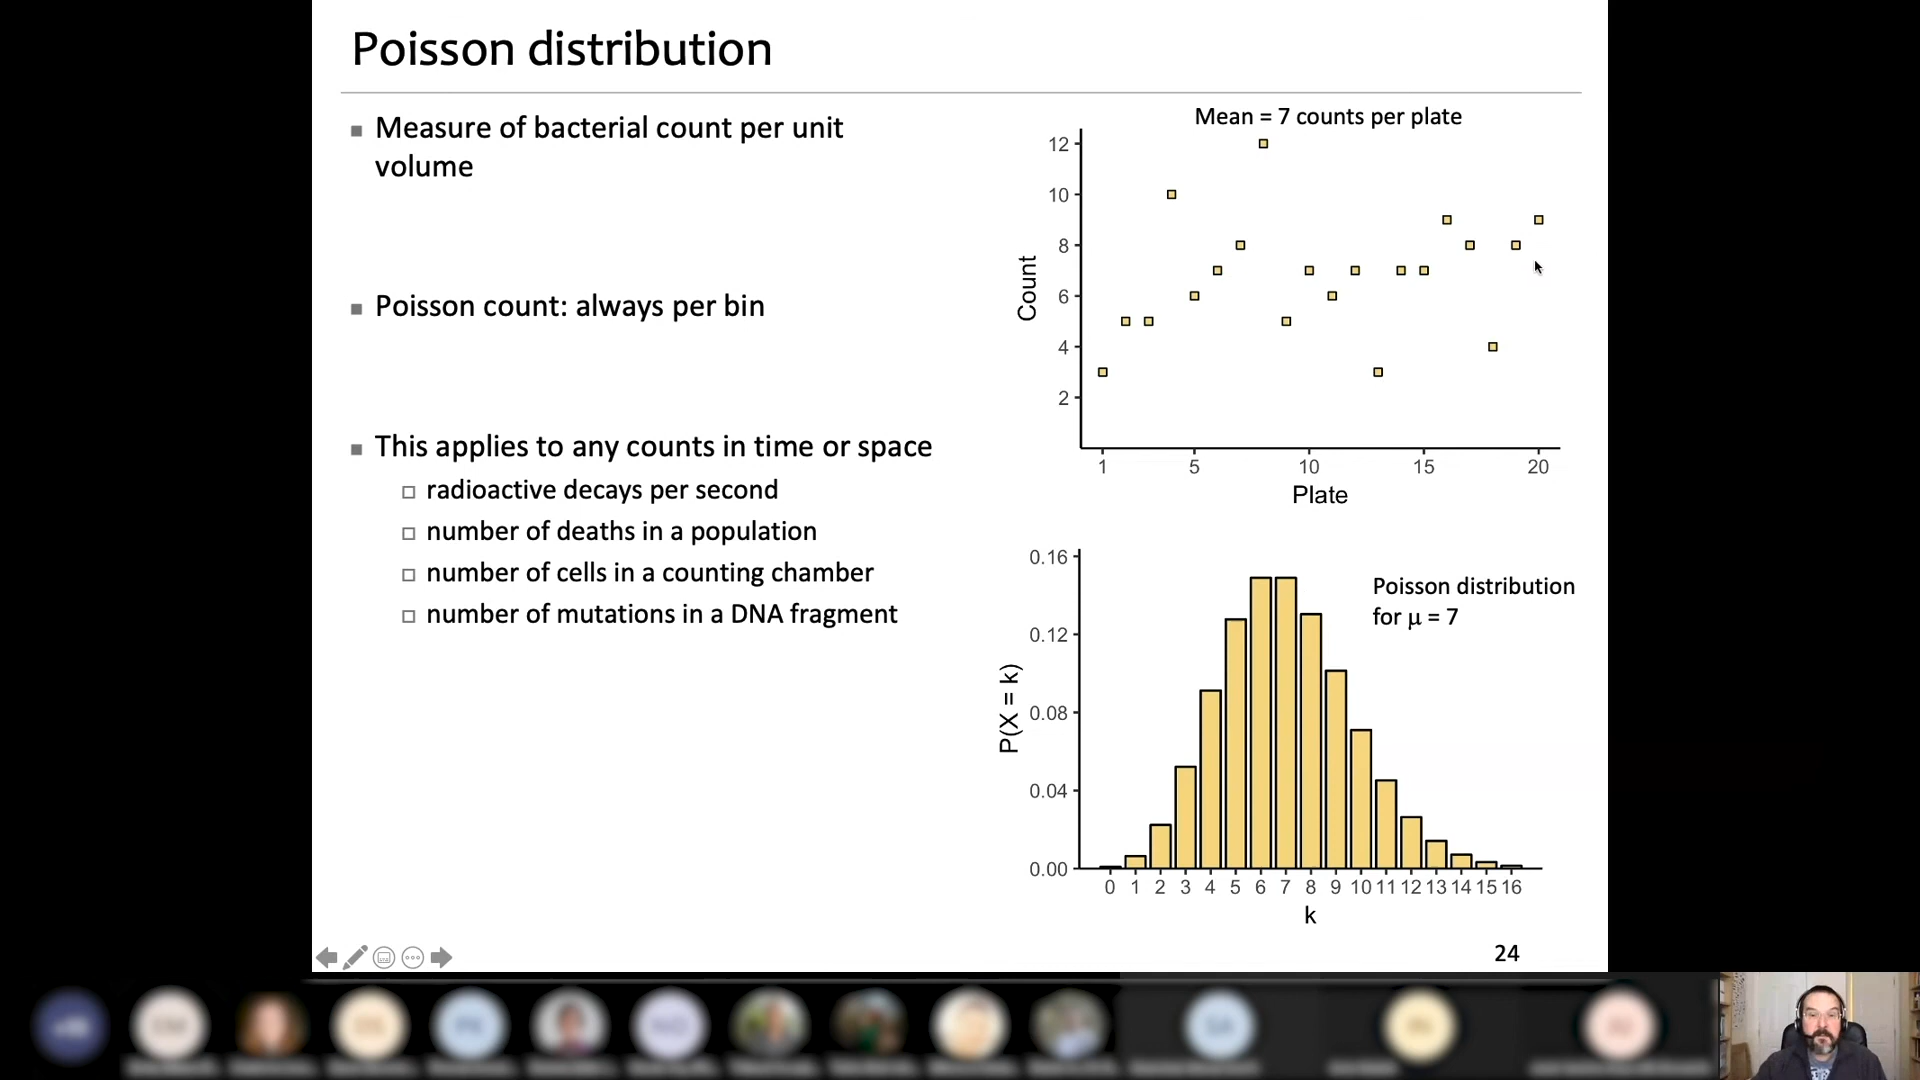 Poisson distribution
Measure of bacterial count per unit
volume
Poisson count: always per bin
This applies to any counts in time or space
radioactive decays per second
number of deaths in a population
number of cells in a counting chamber
number of mutations in a DNA fragment
Mean = 7 counts per plate
12
10
8
6
4
2
Count
1 5 10 15 20
Plate
0.16
0.12
0.08
0.04
0.00
P(X = k)
Poisson distribution
for μ = 7
0 1 2 3 4 5 6 7 8 9 10 11 12 13 14 15 16
k
24